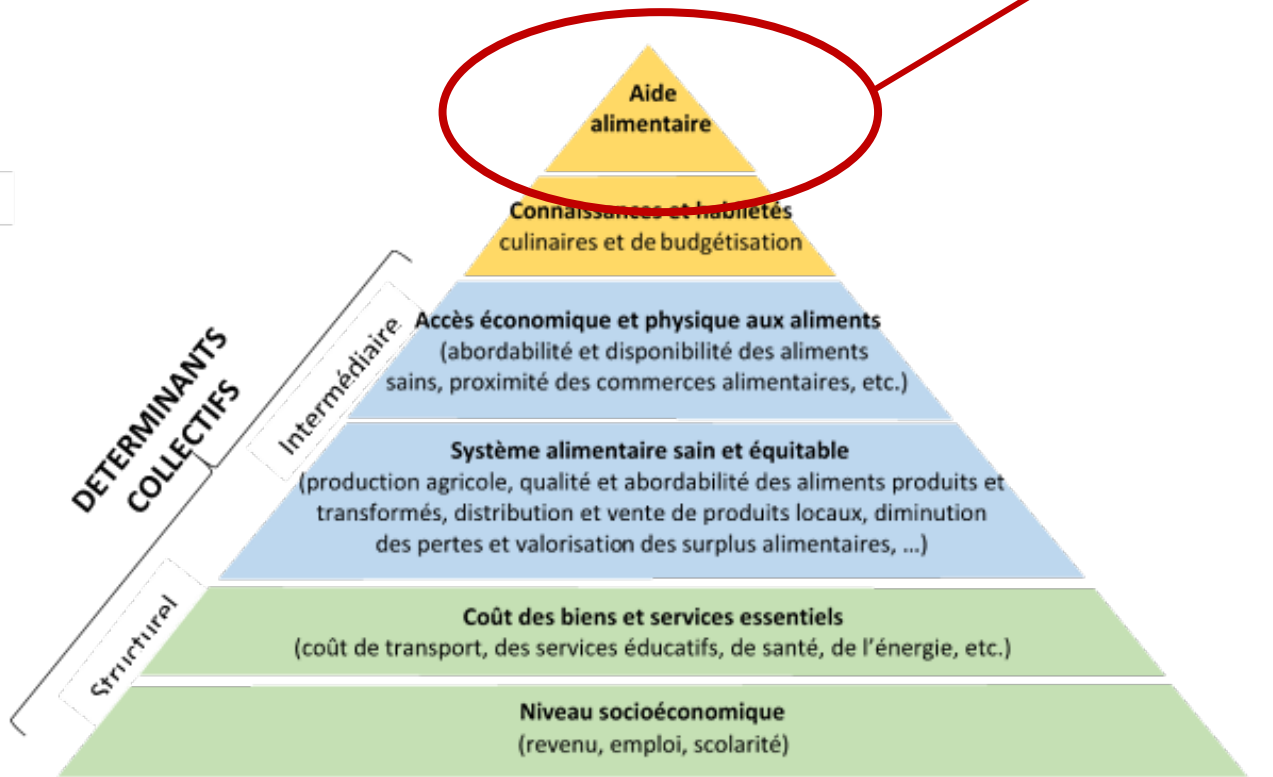 Aide
alimentaire
Connaissances et habiletés
culinaires et de budgétisation
DETERMINANTS
COLLECTIFS
Intermédiaire
Accès économique et physique aux aliments
(abordabilité et disponibilité des aliments
sains, proximité des commerces alimentaires, etc.)
Système alimentaire sain et équitable
(production agricole, qualité et abordabilité des aliments produits et
transformés, distribution et vente de produits locaux, diminution
des pertes et valorisation des surplus alimentaires, ...)
Structurel
Coût des biens et services essentiels
(coût de transport, des services éducatifs, de santé, de l'énergie, etc.)
Niveau socioéconomique
(revenu, emploi, scolarité)